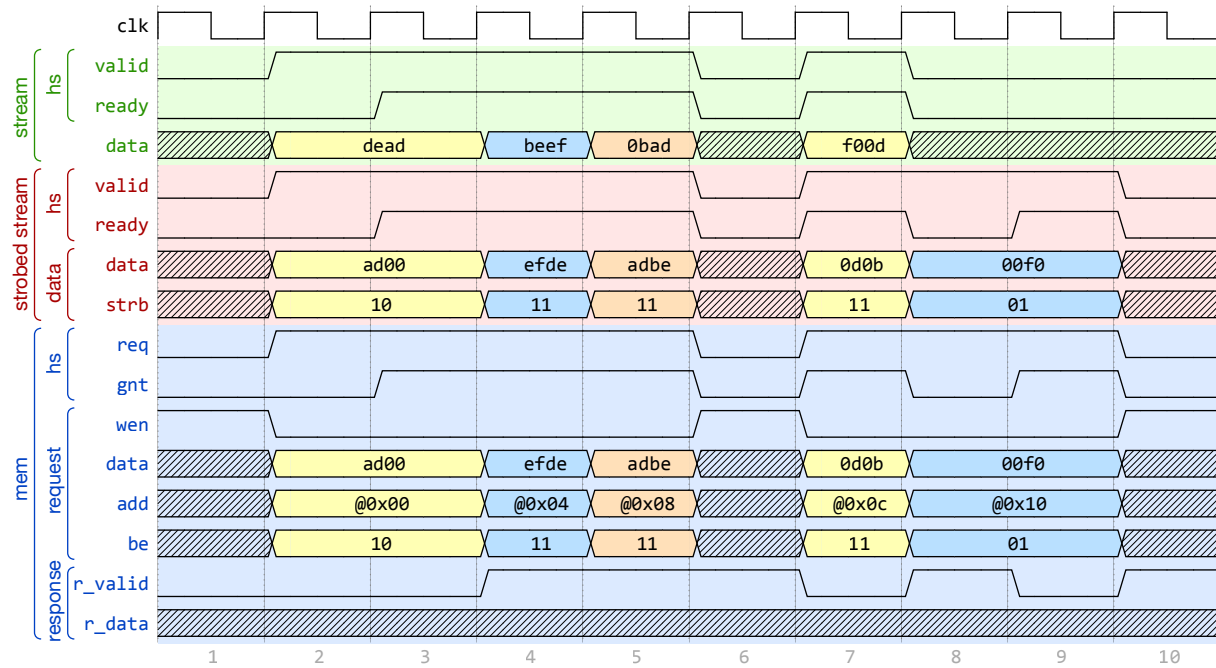 clk
stream
hs
valid
ready
data dead beef 0bad f00d
strobed stream
hs
valid
ready
data
data ad00 efde adbe 0d0b 00f0
strb 10 11 11 11 01
mem
hs
req
gnt
request
wen
data ad00 efde adbe 0d0b 00f0
add @0x00 @0x04 @0x08 @0x0c @0x10
be 10 11 11 11 01
response
r_valid
r_data
1 2 3 4 5 6 7 8 9 10